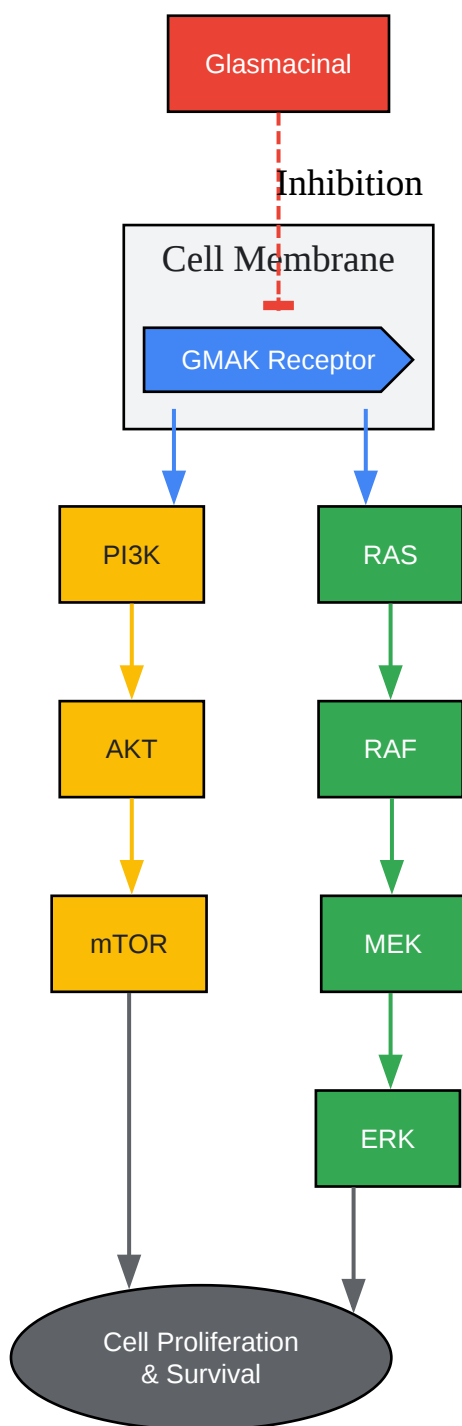 Glasmacinal
Inhibition
Cell Membrane
GMAK Receptor
PI3K
RAS
AKT
RAF
mTOR
MEK
ERK
Cell Proliferation
& Survival